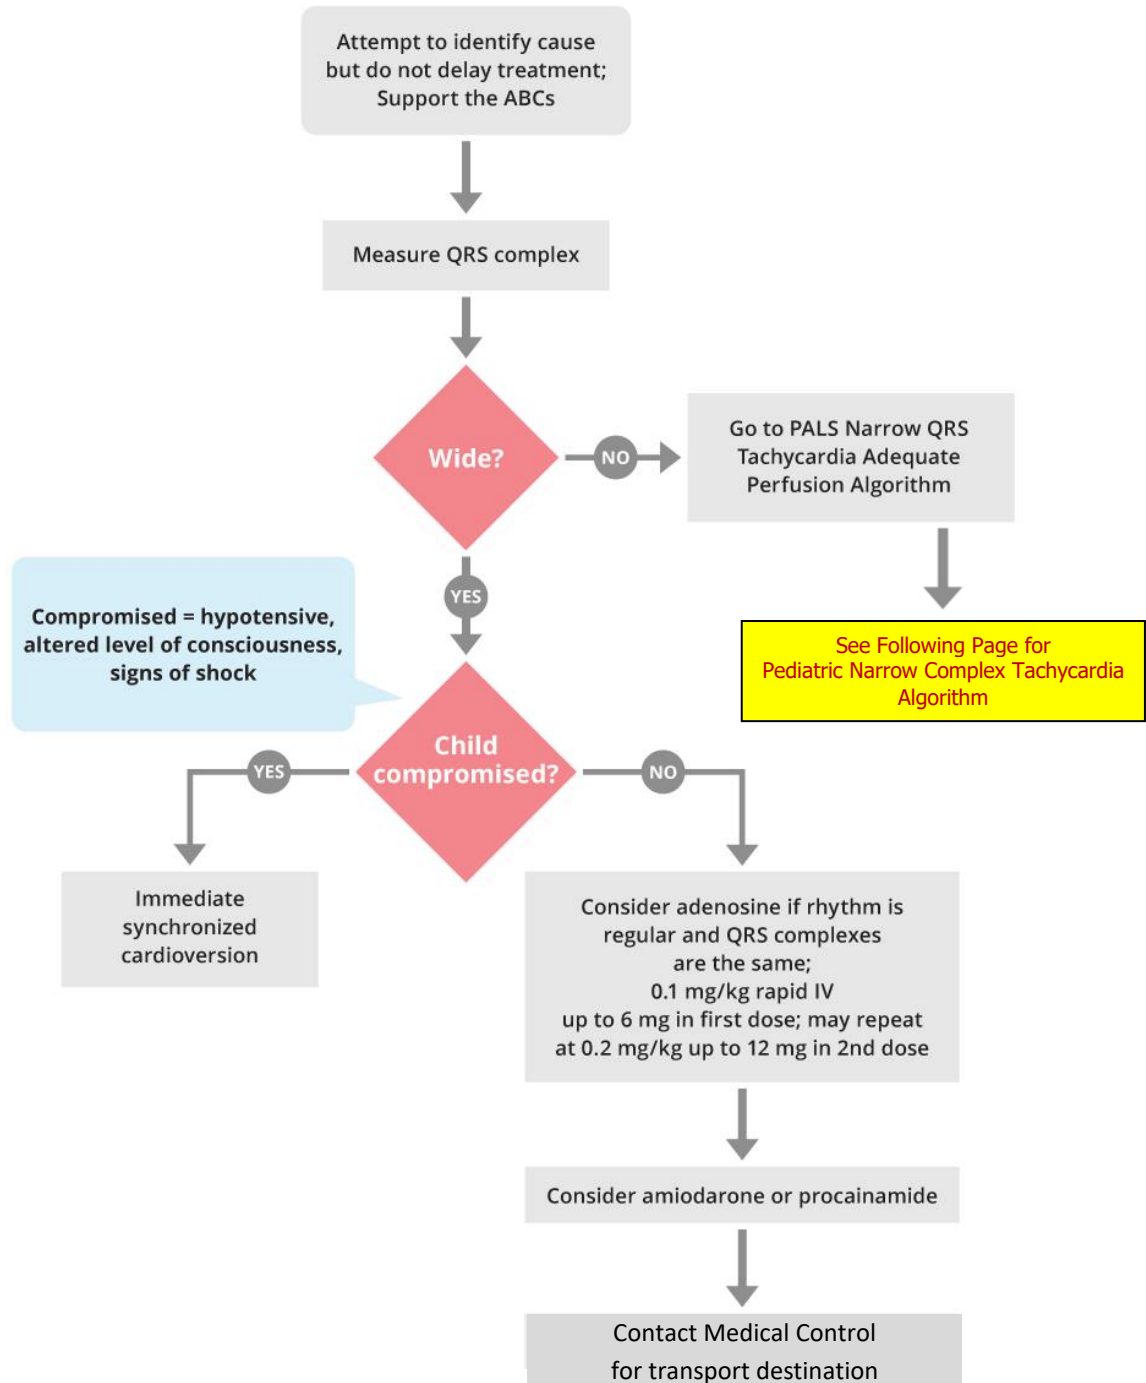 Attempt to identify cause
but do not delay treatment;
Support the ABCs
Measure QRS complex
Wide?
NO
Go to PALS Narrow QRS
Tachycardia Adequate
Perfusion Algorithm
YES
See Following Page for
Pediatric Narrow Complex Tachycardia
Algorithm
Compromised = hypotensive,
altered level of consciousness,
signs of shock
Child
compromised?
YES
NO
Immediate
synchronized
cardioversion
Consider adenosine if rhythm is
regular and QRS complexes
are the same;
0.1 mg/kg rapid IV
up to 6 mg in first dose; may repeat
at 0.2 mg/kg up to 12 mg in 2nd dose
Consider amiodarone or procainamide
Contact Medical Control
for transport destination